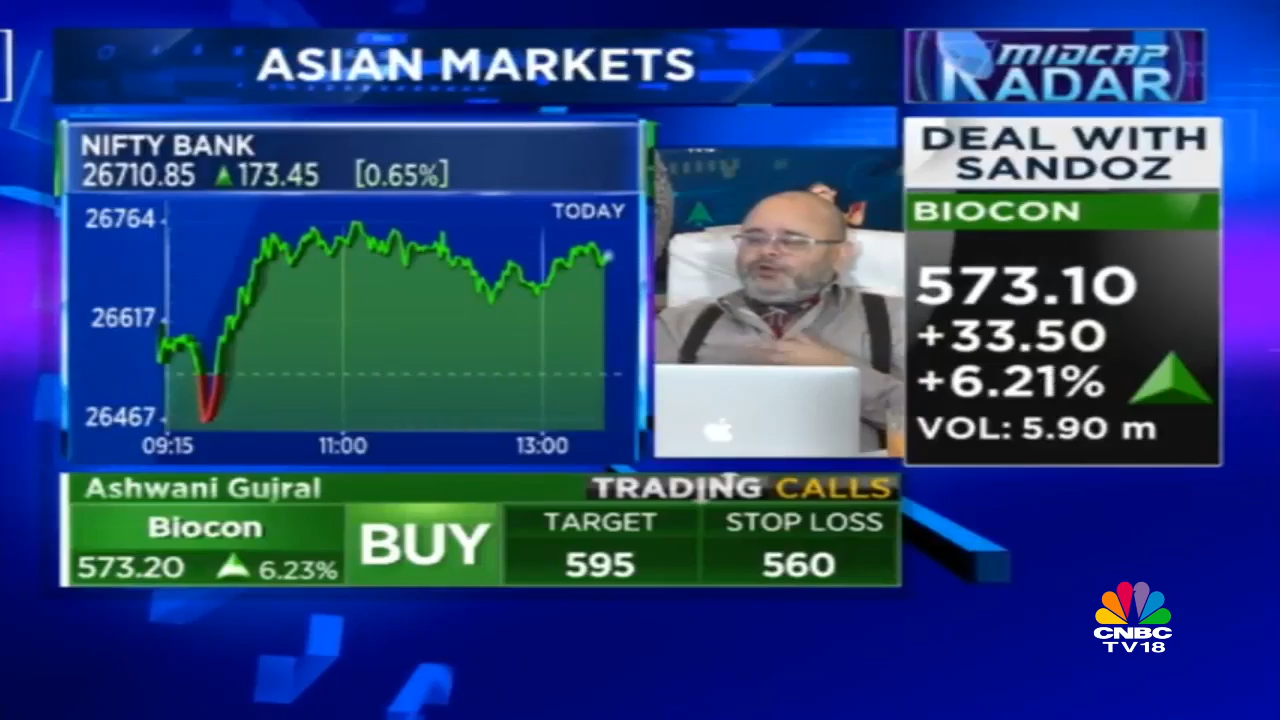 ASIAN MARKETS
MIDCAP
RADAR
NIFTY BANK
26710.85 ▲ 173.45 [0.65%]
TODAY
26764
26617
26467
09:15 11:00 13:00
DEAL WITH
SANDOZ
BIOCON
573.10
+33.50
+6.21%
VOL: 5.90 m
Ashwani Gujral
TRADING CALLS
Biocon
573.20 ▲ 6.23%
BUY
TARGET
595
STOP LOSS
560
CNBC
TV18